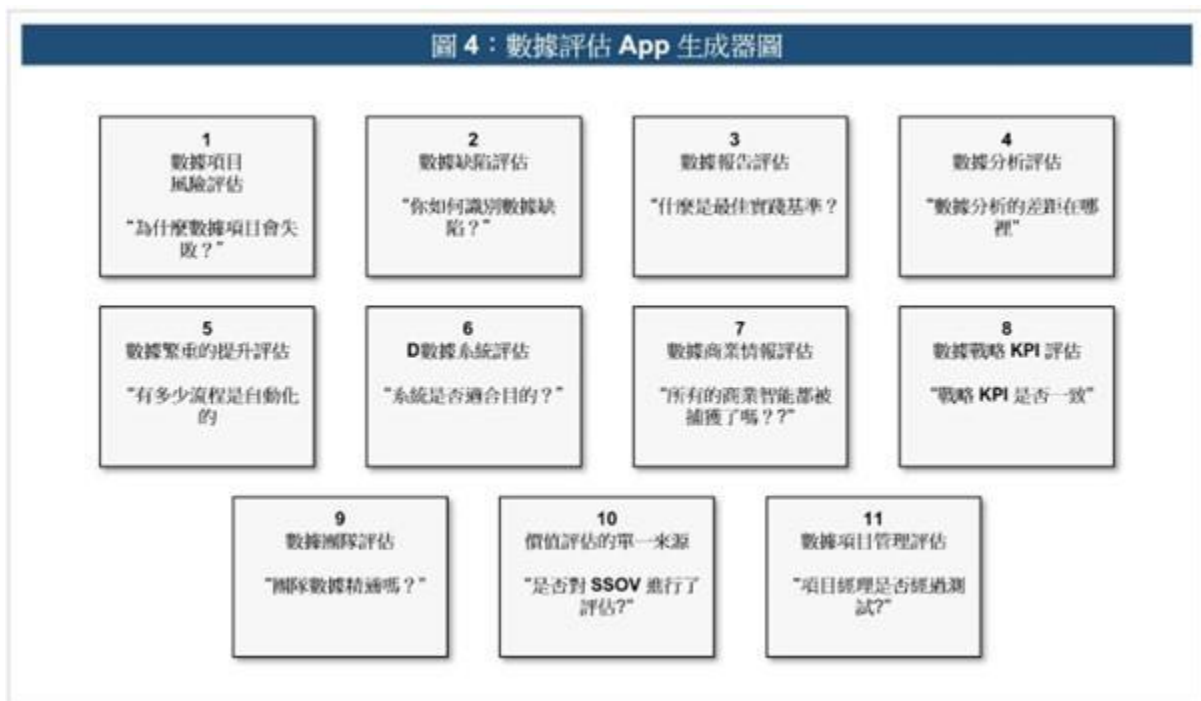 圖 4：數據評估 App 生成器圖
1
數據項目
風險評估
“為什麼數據項目會失
敗？”
2
數據缺陷評估
“你如何識別數據缺
陷？”
3
數據報告評估
“什麼是最佳實踐基準？
4
數據分析評估
“數據分析的差距在哪
裡”
5
數據繁重的提升評估
“有多少流程是自動化
的
6
D數據系統評估
“系統是否適合目的？”
7
數據商業情報評估
“所有的商業智能都被
捕獲了嗎？?”
8
數據戰略 KPI 評估
“戰略 KPI 是否一致”
9
數據團隊評估
“團隊數據精通嗎？”
10
價值評估的單一來源
“是否對 SSOV 進行了
評估?”
11
數據項目管理評估
“項目經理是否經過測
試?”